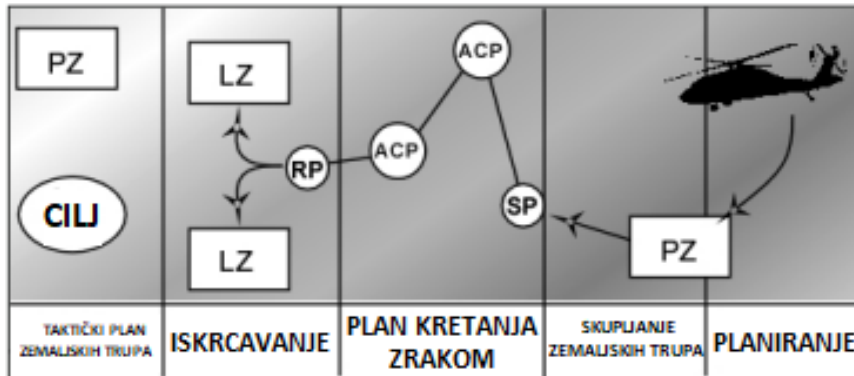 PZ
CILJ
LZ
LZ
RP
ACP
ACP
SP
PZ
TAKTIČKI PLAN
ZEMALJSKIH TRUPA
ISKRCAVANJE
PLAN KRETANJA
ZRAKOM
SKUPLJANJE
ZEMALJSKIH TRUPA
PLANIRANJE